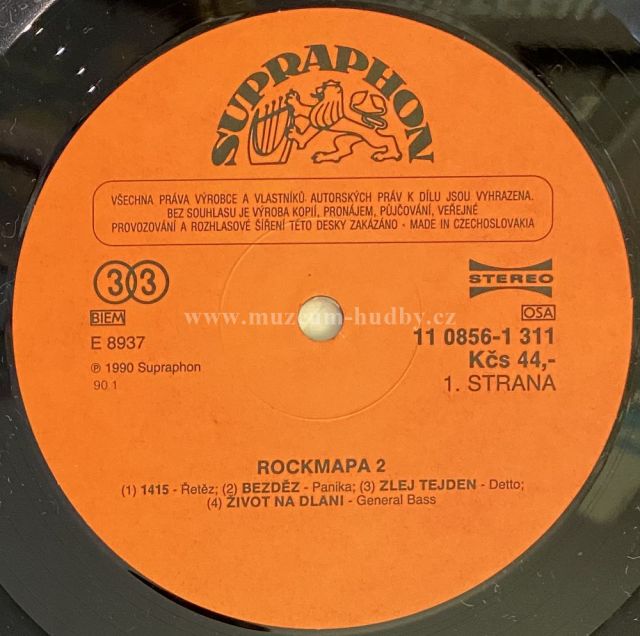 SUPRAPHON
VŠECHNA PRÁVA VÝROBCE A VLASTNÍKŮ AUTORSKÝCH PRÁV K DÍLU JSOU VYHRAZENA.
BEZ SOUHLASU JE VÝROBA KOPIÍ, PRONÁJEM, PŮJČOVÁNÍ, VEŘEJNÉ
PROVOZOVÁNÍ A ROZHLASOVÉ ŠÍŘENÍ TÉTO DESKY ZAKÁZÁNO • MADE IN CZECHOSLOVAKIA
33
STEREO
BIEM
OSA
www.muzeum-hudby.cz
E 8937
11 0856-1 311
℗ 1990 Supraphon
Kčs 44,-
90 1
1. STRANA
ROCKMAPA 2
(1) 1415 - Řetěz; (2) BEZDĚZ - Panika; (3) ZLEJ TEJDEN - Detto;
(4) ŽIVOT NA DLANI - General Bass